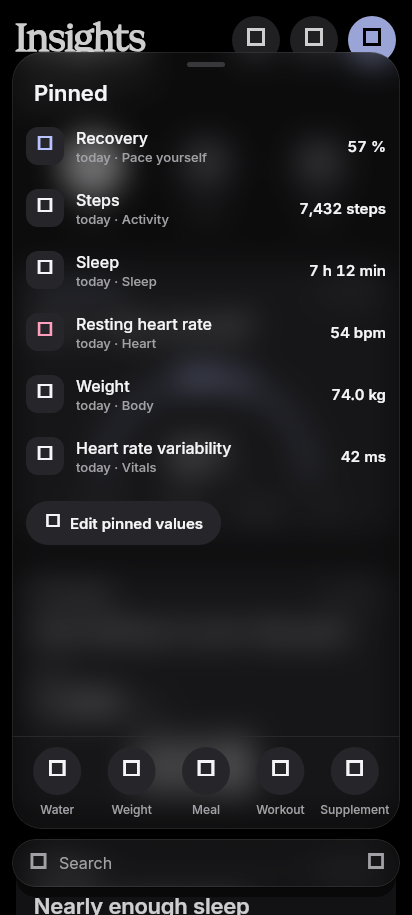 Insights
Pinned
Recovery
today · Pace yourself
57 %
Steps
today · Activity
7,432 steps
Sleep
today · Sleep
7 h 12 min
Resting heart rate
today · Heart
54 bpm
Weight
today · Body
74.0 kg
Heart rate variability
today · Vitals
42 ms
Edit pinned values
Water Weight Meal Workout Supplement
Search
Nearly enough sleep